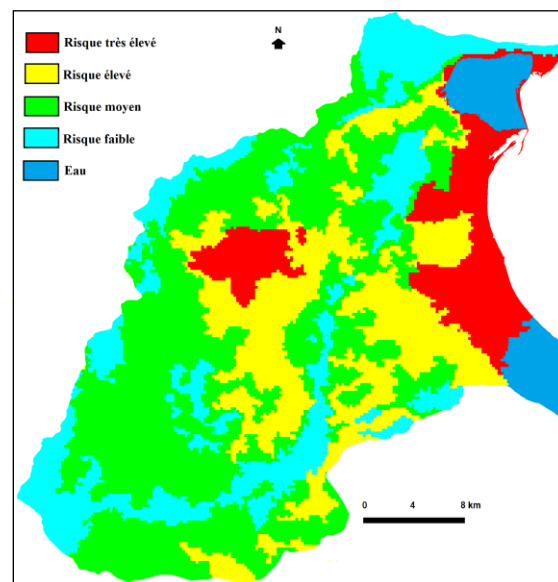 N
Risque très élevé
Risque élevé
Risque moyen
Risque faible
Eau
0 4 8 km